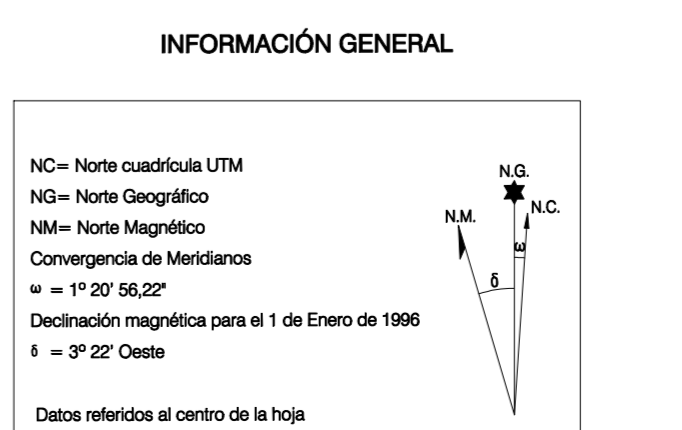 INFORMACIÓN GENERAL
NC= Norte cuadrícula UTM
NG= Norte Geográfico
NM= Norte Magnético
Convergencia de Meridianos
ω = 1º 20' 56,22"
Declinación magnética para el 1 de Enero de 1996
δ = 3º 22' Oeste
Datos referidos al centro de la hoja
N.G.
N.M.
N.C.
ω
δ